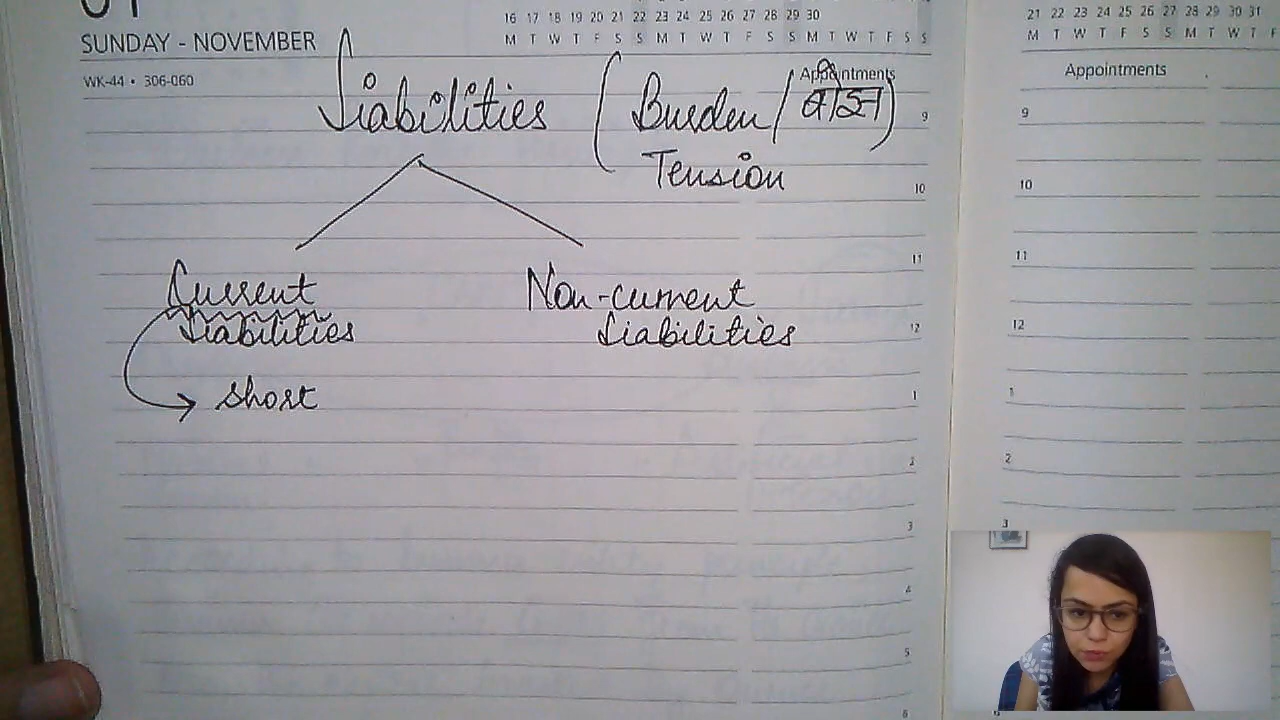 01
SUNDAY - NOVEMBER
WK-44 • 306-060
16 17 18 19 20 21 22 23 24 25 26 27 28 29 30
M T W T F S S M T W T F S S M T W T F S S
Appointments
Liabilities ( Burden / बोझ )
Tension
Current
Liabilities
Non-current
Liabilities
short
9
10
11
12
1
2
3
4
5
6
21 22 23 24 25 26 27 28 29 30 31
M T W T F S S M T W T F
Appointments
9
10
11
12
1
2
3